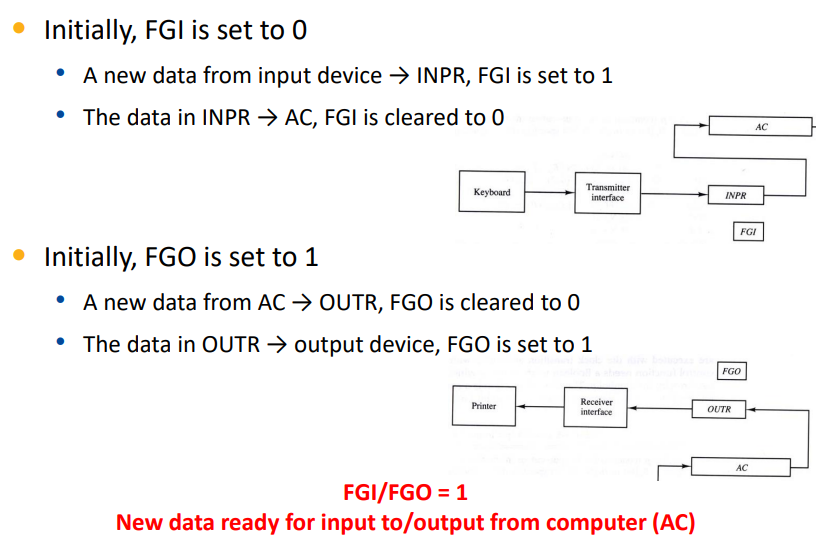 Initially, FGI is set to 0
A new data from input device → INPR, FGI is set to 1
The data in INPR → AC, FGI is cleared to 0
AC
Keyboard
Transmitter
interface
INPR
FGI
Initially, FGO is set to 1
A new data from AC → OUTR, FGO is cleared to 0
The data in OUTR → output device, FGO is set to 1
FGO
Printer
Receiver
interface
OUTR
AC
FGI/FGO = 1
New data ready for input to/output from computer (AC)